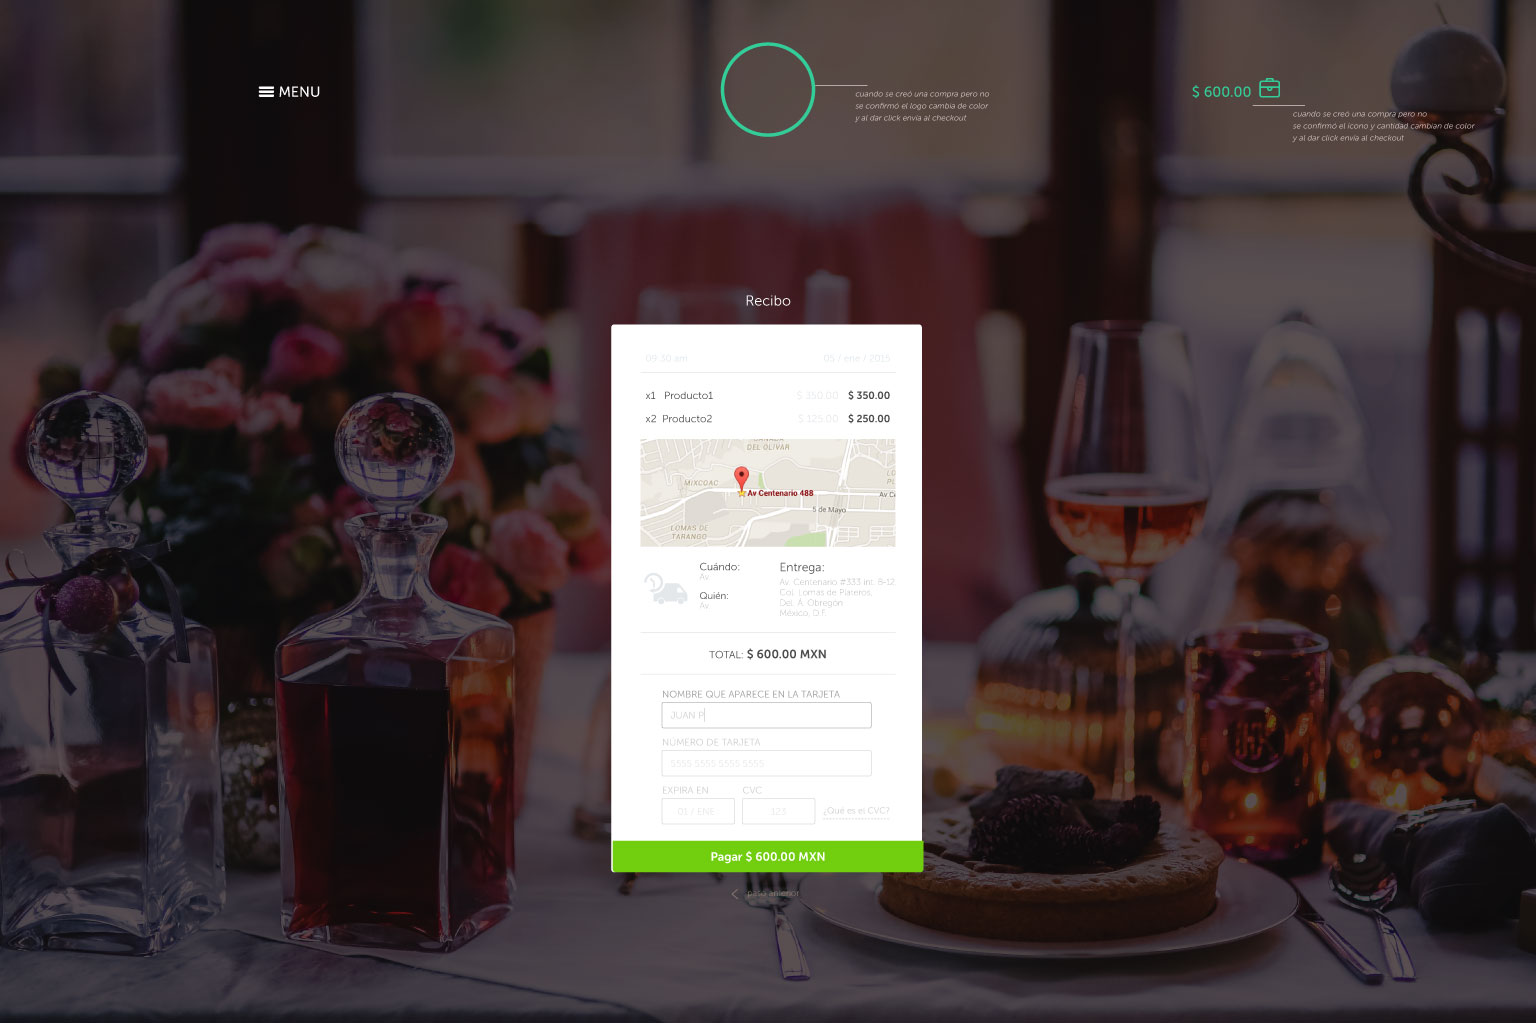 MENU
cuando se creó una compra pero no
se confirmó el logo cambia de color
y al dar click envía al checkout
$ 600.00
cuando se creó una compra pero no
se confirmó el icono y cantidad cambian de color
y al dar click envía al checkout
Recibo
09:30 am 05 / ene / 2015
x1 Producto1 $ 350.00 $ 350.00
x2 Producto2 $ 125.00 $ 250.00
DEL OLIVAR
MIXCOAC
Av Centenario 488
Av Ce
5 de Mayo
LOMAS DE
TARANGO
Cuándo:
Av.
Quién:
Av.
Entrega:
Av. Centenario #333 int. 8-12
Col. Lomas de Plateros,
Del. A. Obregón
México, D.F.
TOTAL: $ 600.00 MXN
NOMBRE QUE APARECE EN LA TARJETA
JUAN P
NÚMERO DE TARJETA
5555 5555 5555 5555
EXPIRA EN CVC
01 / ENE 123 ¿Qué es el CVC?
Pagar $ 600.00 MXN
paso anterior